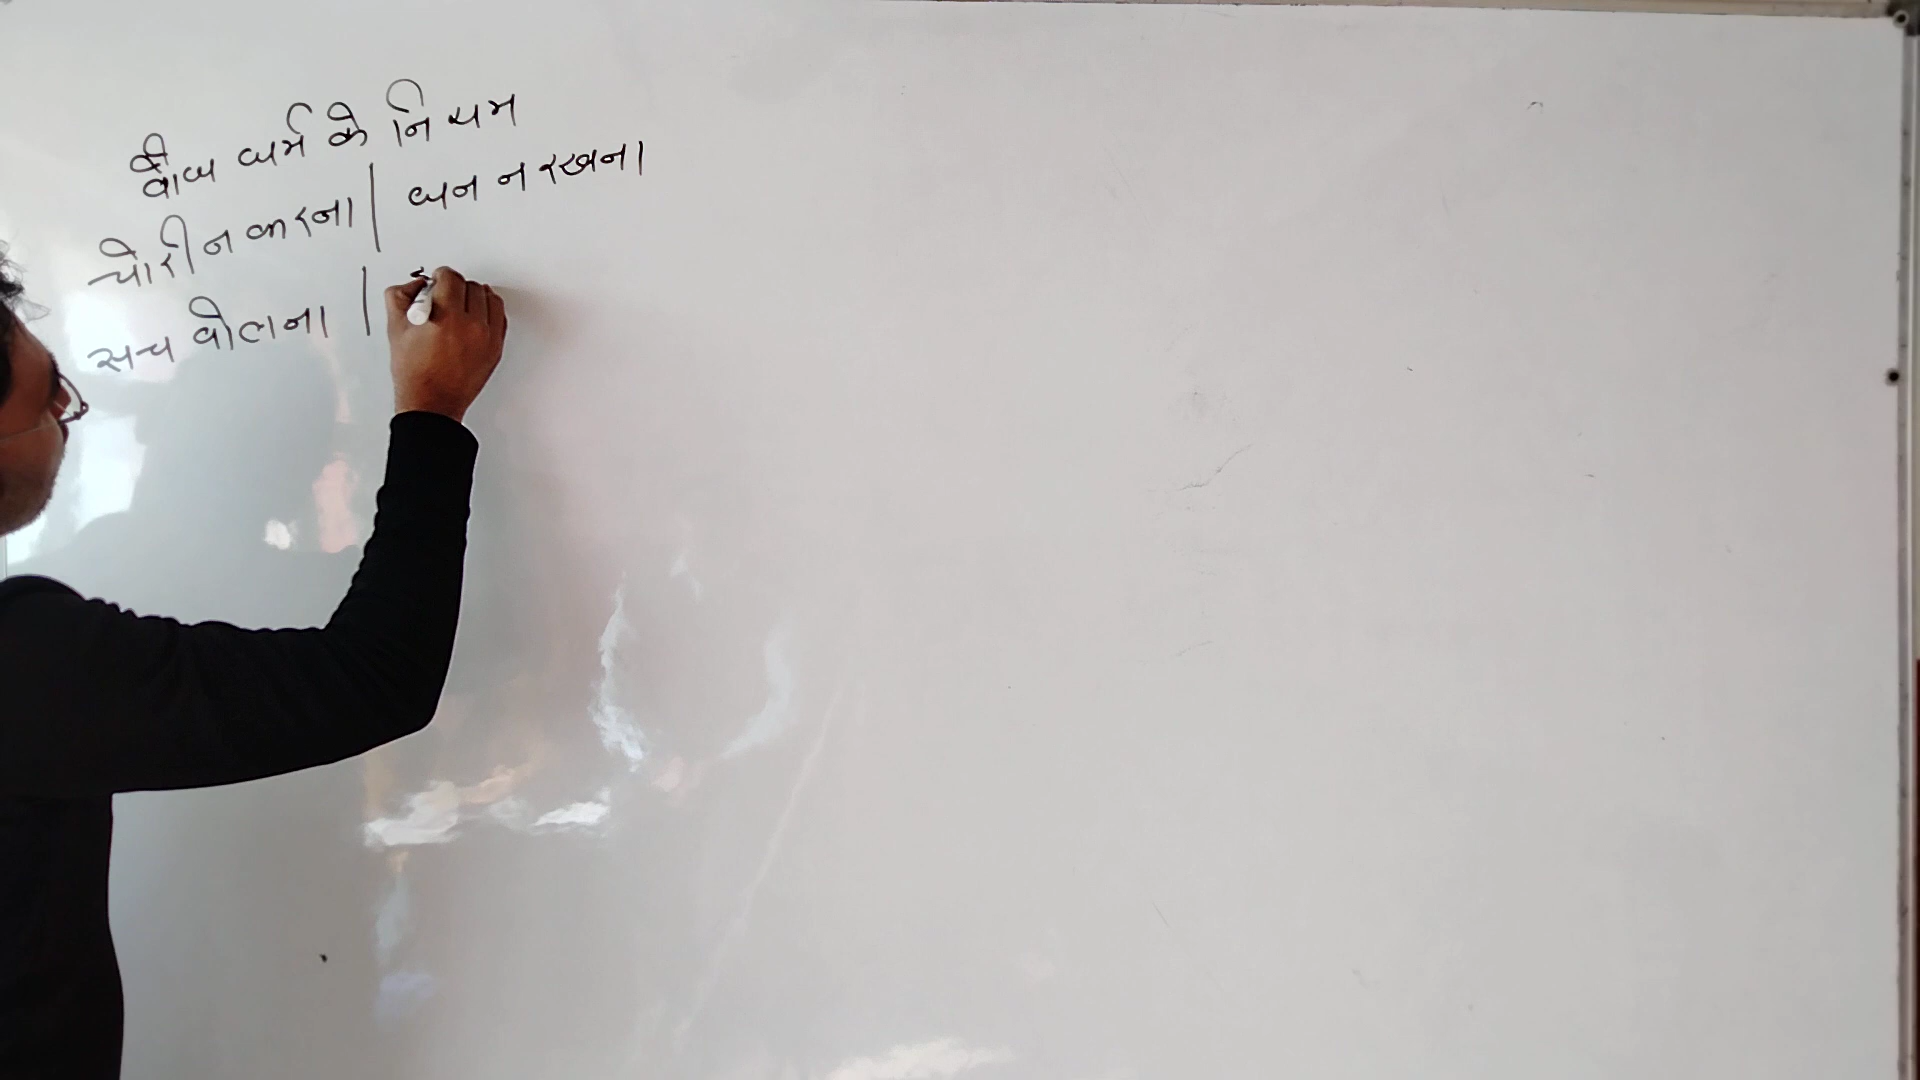 बौध धर्म के नियम
चोरी न करना | धन न रखना
सच बोलना |